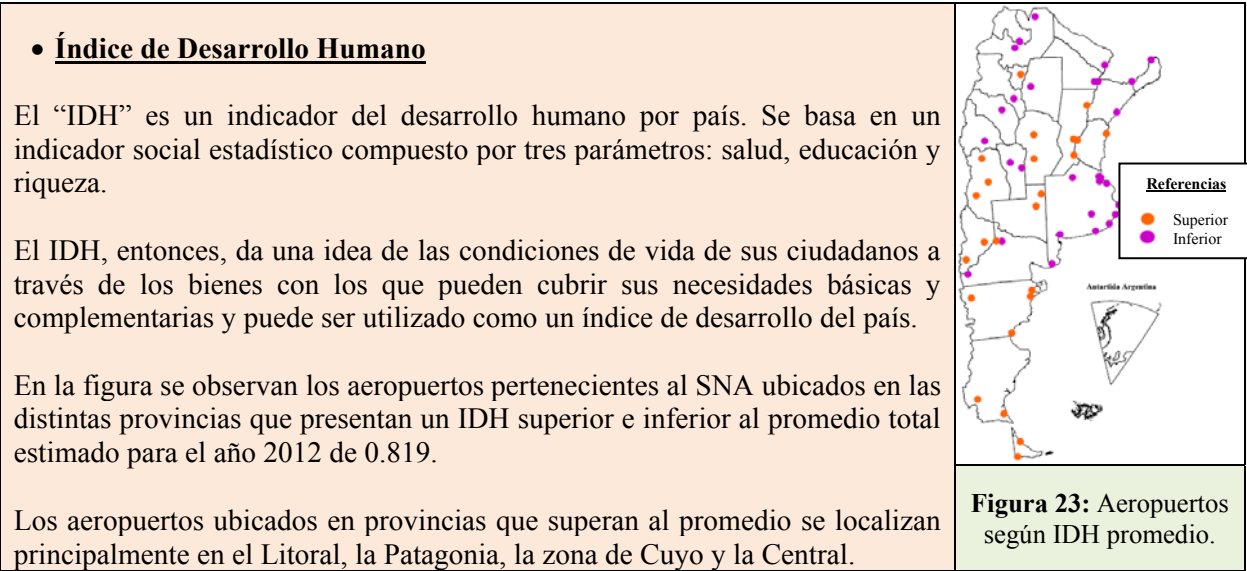 • Índice de Desarrollo Humano
El “IDH” es un indicador del desarrollo humano por país. Se basa en un
indicador social estadístico compuesto por tres parámetros: salud, educación y
riqueza.
El IDH, entonces, da una idea de las condiciones de vida de sus ciudadanos a
través de los bienes con los que pueden cubrir sus necesidades básicas y
complementarias y puede ser utilizado como un índice de desarrollo del país.
En la figura se observan los aeropuertos pertenecientes al SNA ubicados en las
distintas provincias que presentan un IDH superior e inferior al promedio total
estimado para el año 2012 de 0.819.
Los aeropuertos ubicados en provincias que superan al promedio se localizan
principalmente en el Litoral, la Patagonia, la zona de Cuyo y la Central.
Referencias
Superior
Inferior
Antartida Argentina
Figura 23: Aeropuertos
según IDH promedio.